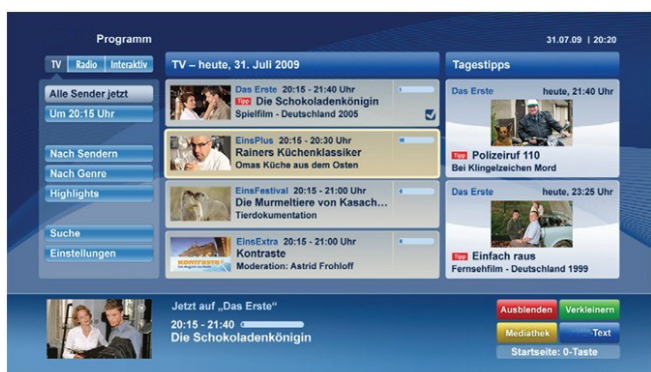 Programm
31.07.09 | 20:20
TV Radio Interaktiv
TV – heute, 31. Juli 2009
Tagestipps
Alle Sender jetzt
Um 20:15 Uhr
Nach Sendern
Nach Genre
Highlights
Suche
Einstellungen
Das Erste 20:15 - 21:40 Uhr
Tipp Die Schokoladenkönigin
Spielfilm - Deutschland 2005
EinsPlus 20:15 - 20:30 Uhr
Rainers Küchenklassiker
Omas Küche aus dem Osten
EinsFestival 20:15 - 21:00 Uhr
Die Murmeltiere von Kasach...
Tierdokumentation
KONTRASTE
EinsExtra 20:15 - 21:00 Uhr
Kontraste
Moderation: Astrid Frohloff
Das Erste heute, 21:40 Uhr
Tipp Polizeiruf 110
Bei Klingelzeichen Mord
Das Erste heute, 23:25 Uhr
Tipp Einfach raus
Fernsehfilm - Deutschland 1999
Jetzt auf „Das Erste“
20:15 - 21:40
Die Schokoladenkönigin
Ausblenden Verkleinern
Mediathek Text
Startseite: 0-Taste